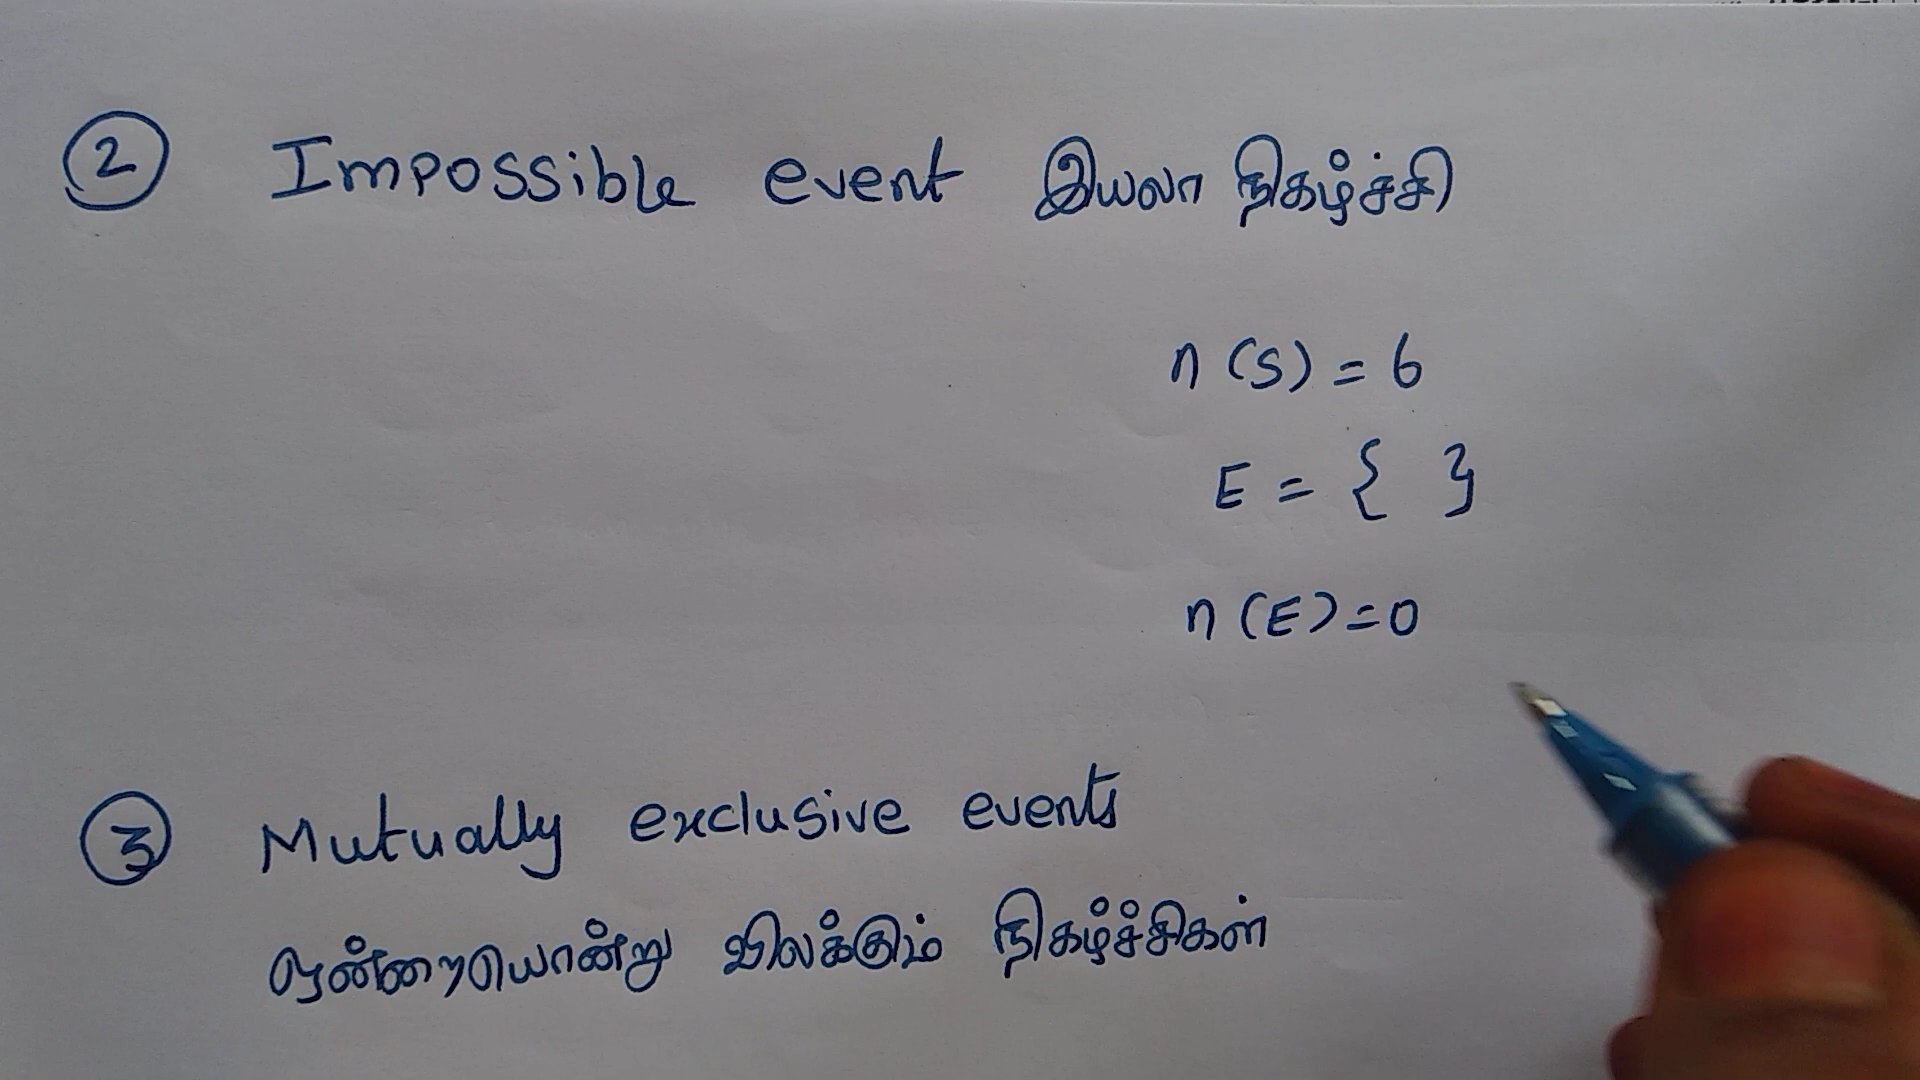 2 Impossible event இயலா நிகழ்ச்சி
n(S) = 6
E = { }
n(E)=0
3 Mutually exclusive events
ஒன்றையொன்று விலக்கும் நிகழ்ச்சிகள்